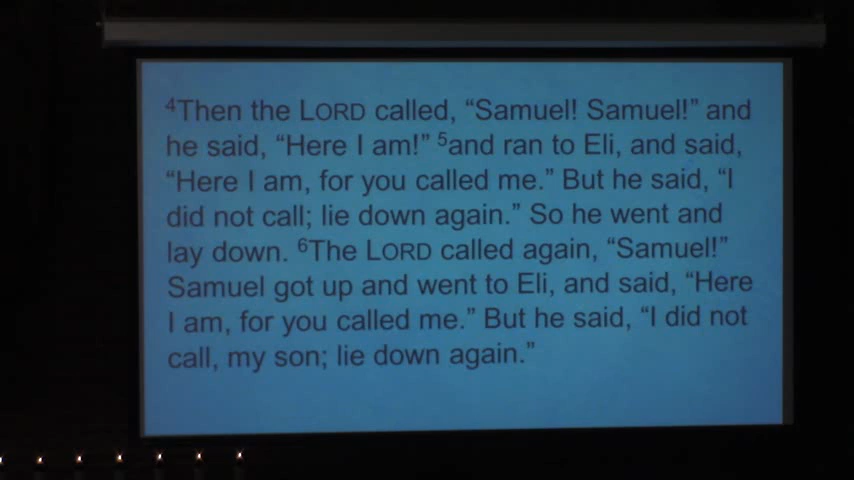 ⁴Then the LORD called, “Samuel! Samuel!” and
he said, “Here I am!” ⁵and ran to Eli, and said,
“Here I am, for you called me.” But he said, “I
did not call; lie down again.” So he went and
lay down. ⁶The LORD called again, “Samuel!”
Samuel got up and went to Eli, and said, “Here
I am, for you called me.” But he said, “I did not
call, my son; lie down again.”